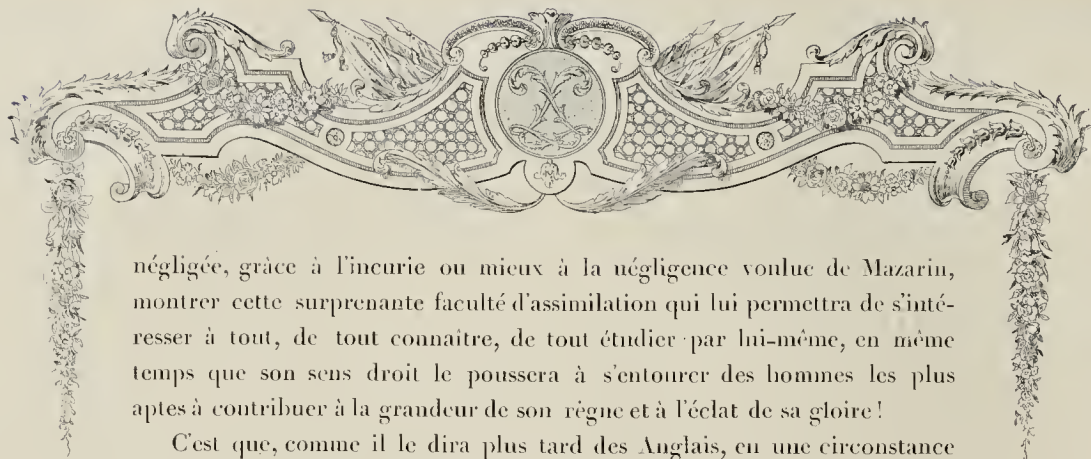 négligée, grâce à l'incurie ou mieux à la négligence voulue de Mazarin,
montrer cette surprenante faculté d'assimilation qui lui permettra de s'inté-
resser à tout, de tout connaître, de tout étudier par lui-même, en même
temps que son sens droit le poussera à s'entourer des hommes les plus
aptes à contribuer à la grandeur de son règne et à l'éclat de sa gloire!
C'est que, comme il le dira plus tard des Anglais, en une circonstance